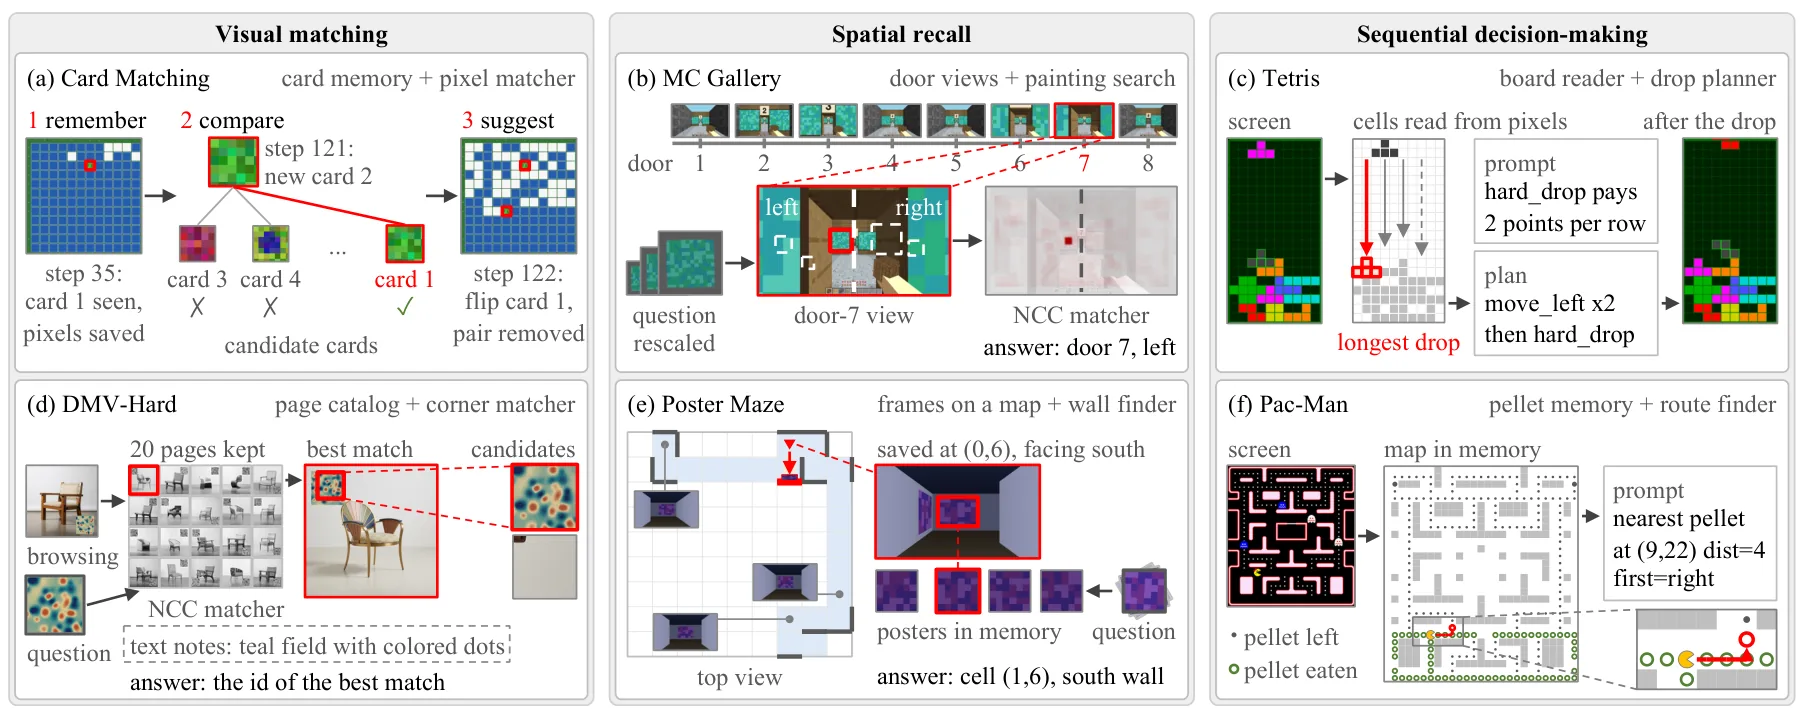 Visual matching
(a) Card Matching
card memory + pixel matcher
1 remember
2 compare
3 suggest
step 121:
new card 2
step 35:
card 1 seen,
pixels saved
card 3
card 4
...
card 1
✗
✗
✓
candidate cards
step 122:
flip card 1,
pair removed
(d) DMV-Hard
page catalog + corner matcher
20 pages kept
best match
candidates
browsing
question
NCC matcher
text notes: teal field with colored dots
answer: the id of the best match
Spatial recall
(b) MC Gallery
door views + painting search
door
1
2
3
4
5
6
7
8
left
right
question
rescaled
door-7 view
NCC matcher
answer: door 7, left
(e) Poster Maze
frames on a map + wall finder
saved at (0,6), facing south
posters in memory
question
top view
answer: cell (1,6), south wall
Sequential decision-making
(c) Tetris
board reader + drop planner
screen
cells read from pixels
after the drop
prompt
hard_drop pays
2 points per row
plan
move_left x2
then hard_drop
longest drop
(f) Pac-Man
pellet memory + route finder
screen
map in memory
prompt
nearest pellet
at (9,22) dist=4
first=right
pellet left
pellet eaten